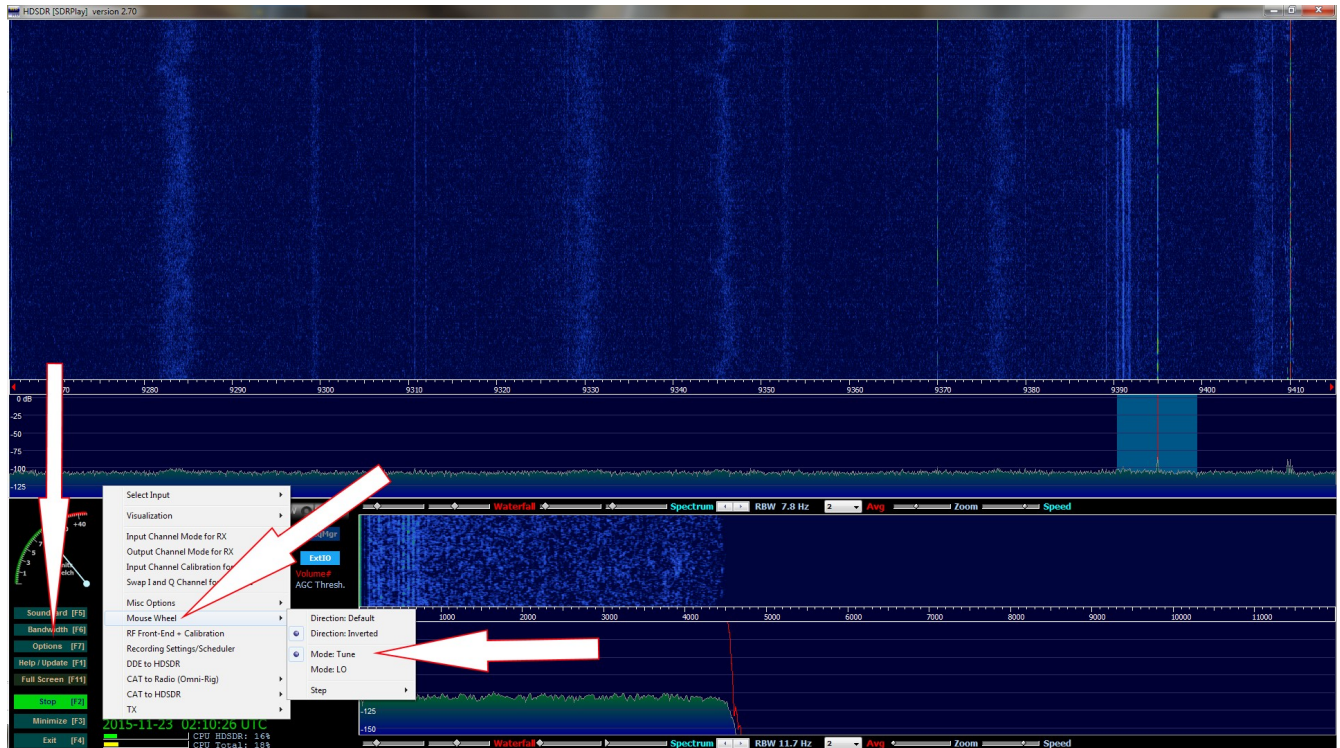 HDSDR [SDRPlay] version 2.70
70 9280 9290 9300 9310 9320 9330 9340 9350 9360 9370 9380 9390 9400 9410
0 dB
-25
-50
-75
-100
-125
Waterfall Spectrum RBW 7.8 Hz 2 Avg Zoom Speed
+40
7
5
3
1
Select Input
Visualization
Input Channel Mode for RX
Output Channel Mode for RX
Input Channel Calibration for
Swap I and Q Channel for
Misc Options
Mouse Wheel
RF Front-End + Calibration
Recording Settings/Scheduler
DDE to HDSDR
CAT to Radio (Omni-Rig)
CAT to HDSDR
TX
ExtIO
Volume
AGC Thresh.
Direction: Default
Direction: Inverted
Mode: Tune
Mode: LO
Step
Soundcard [F5]
Bandwidth [F6]
Options [F7]
Help / Update [F1]
Full Screen [F11]
Stop [F2]
Minimize [F3]
Exit [F4]
2015-11-23 02:10:26 UTC
CPU HDSDR: 16%
CPU Total: 18%
1000 2000 3000 4000 5000 6000 7000 8000 9000 10000 11000
-125
-150
Waterfall Spectrum RBW 11.7 Hz 2 Avg Zoom Speed